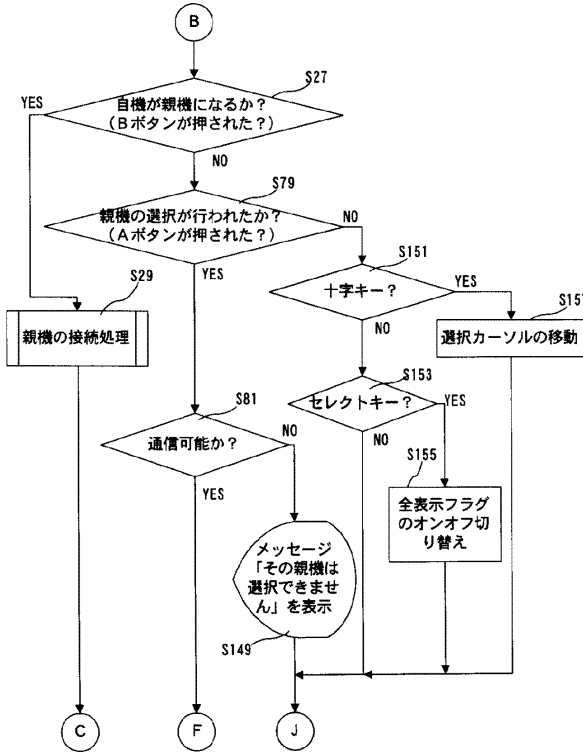 B
S27
自機が親機になるか？
（Bボタンが押された？）
YES
NO
S79
親機の選択が行われたか？
（Aボタンが押された？）
NO
YES
S151
十字キー？
YES
NO
S157
選択カーソルの移動
S29
親機の接続処理
S153
セレクトキー？
YES
NO
S81
通信可能か？
NO
YES
S155
全表示フラグ
のオンオフ切
り替え
メッセージ
「その親機は
選択できませ
ん」を表示
S149
C
F
J